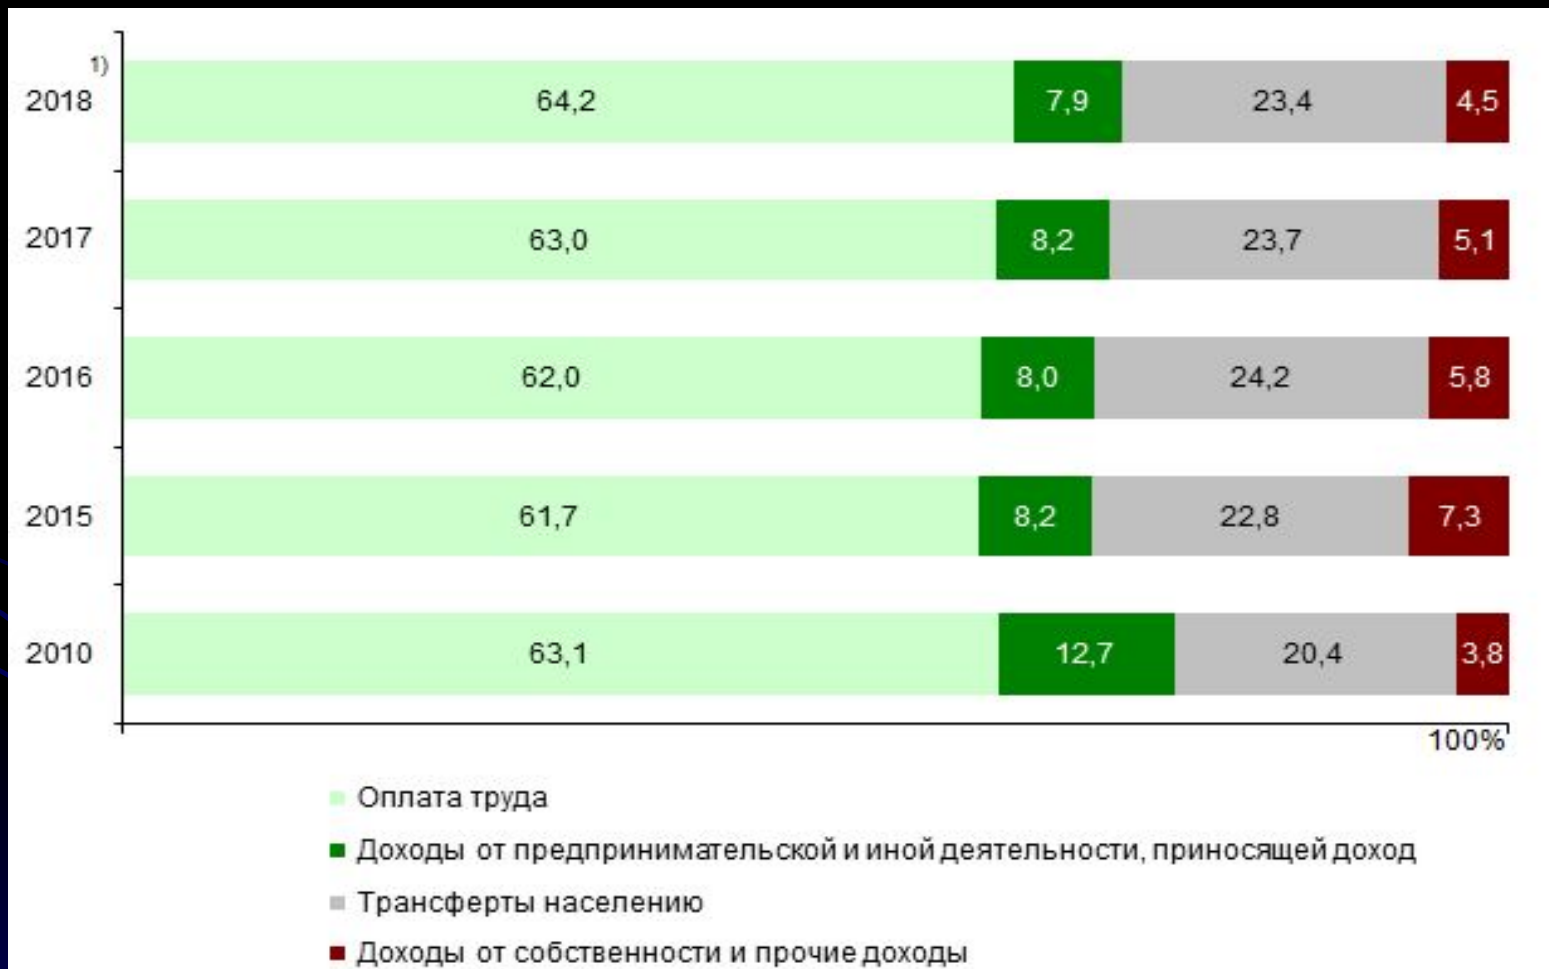 1)
2018 64,2 7,9 23,4 4,5
2017 63,0 8,2 23,7 5,1
2016 62,0 8,0 24,2 5,8
2015 61,7 8,2 22,8 7,3
2010 63,1 12,7 20,4 3,8
100%
Оплата труда
Доходы от предпринимательской и иной деятельности, приносящей доход
Трансферты населению
Доходы от собственности и прочие доходы